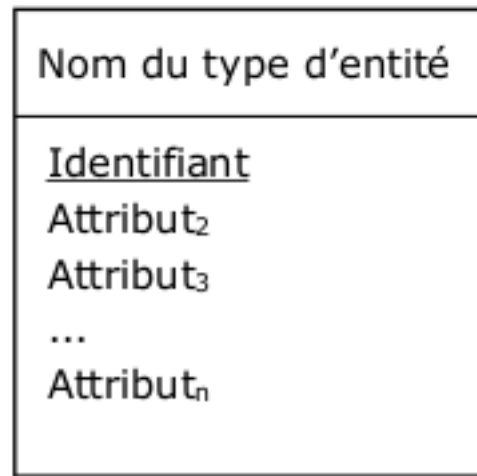 Nom du type d'entité
Identifiant
Attribut₂
Attribut₃
...
Attributₙ